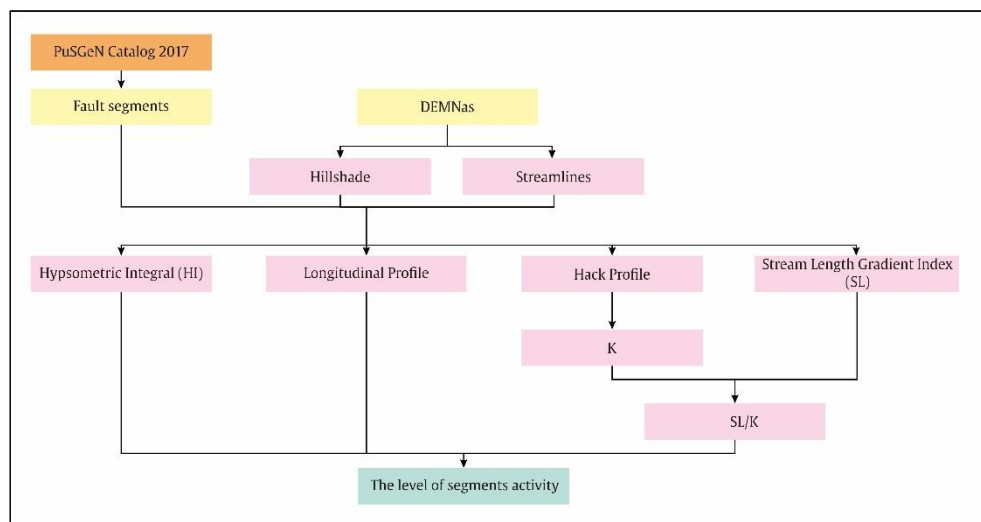 PuSGeN Catalog 2017
Fault segments
DEMNas
Hillshade
Streamlines
Hypsometric Integral (HI)
Longitudinal Profile
Hack Profile
Stream Length Gradient Index
(SL)
K
SL/K
The level of segments activity